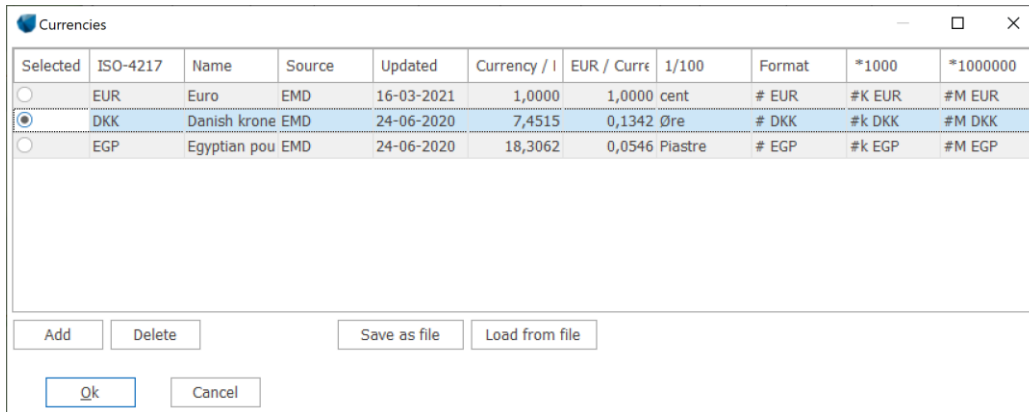 Currencies
Selected ISO-4217 Name Source Updated Currency / EUR / Curre 1/100 Format *1000 *1000000
EUR Euro EMD 16-03-2021 1,0000 1,0000 cent # EUR #K EUR #M EUR
DKK Danish krone EMD 24-06-2020 7,4515 0,1342 Øre # DKK #k DKK #M DKK
EGP Egyptian pou EMD 24-06-2020 18,3062 0,0546 Piastre # EGP #k EGP #M EGP
Add Delete Save as file Load from file
Ok Cancel